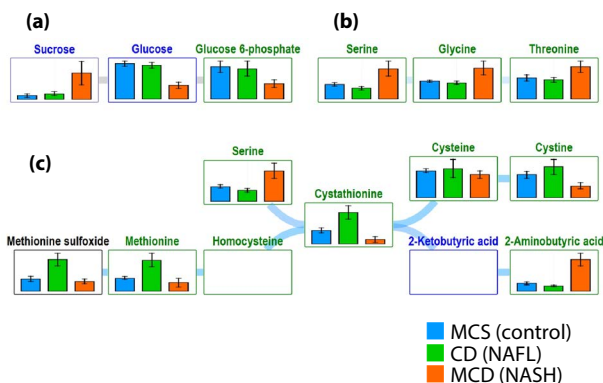 (a)
Sucrose
Glucose
Glucose 6-phosphate
(b)
Serine
Glycine
Threonine
(c)
Serine
Cystathionine
Cysteine
Cystine
Methionine sulfoxide
Methionine
Homocysteine
2-Ketobutyric acid
2-Aminobutyric acid
MCS (control)
CD (NAFL)
MCD (NASH)